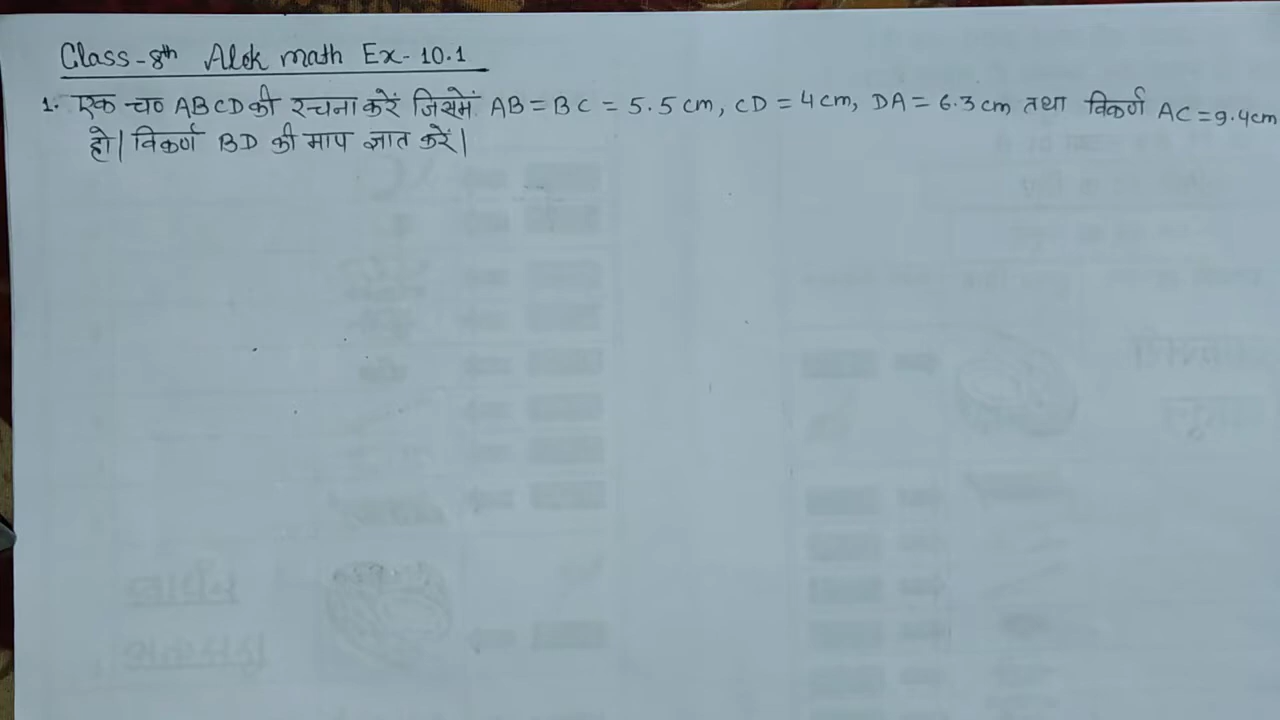 Class-8th Alok math Ex-10.1
1. एक च० ABCD की रचना करें जिसमें AB = BC = 5.5 cm, CD = 4 cm, DA = 6.3 cm तथा विकर्ण AC = 9.4 cm
हो। विकर्ण BD की माप ज्ञात करें।